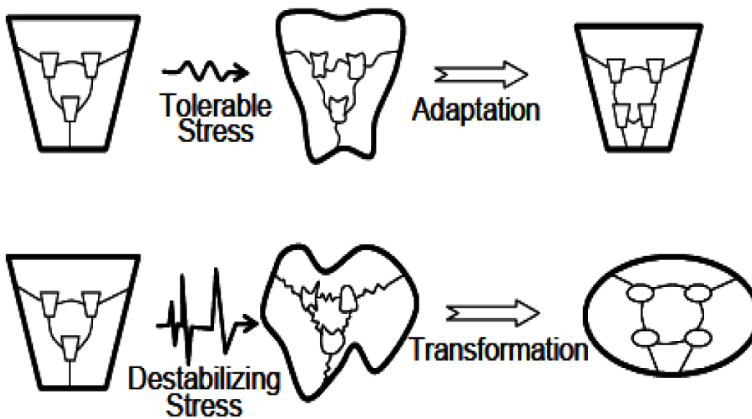 Tolerable
Stress
Adaptation
Destabilizing
Stress
Transformation